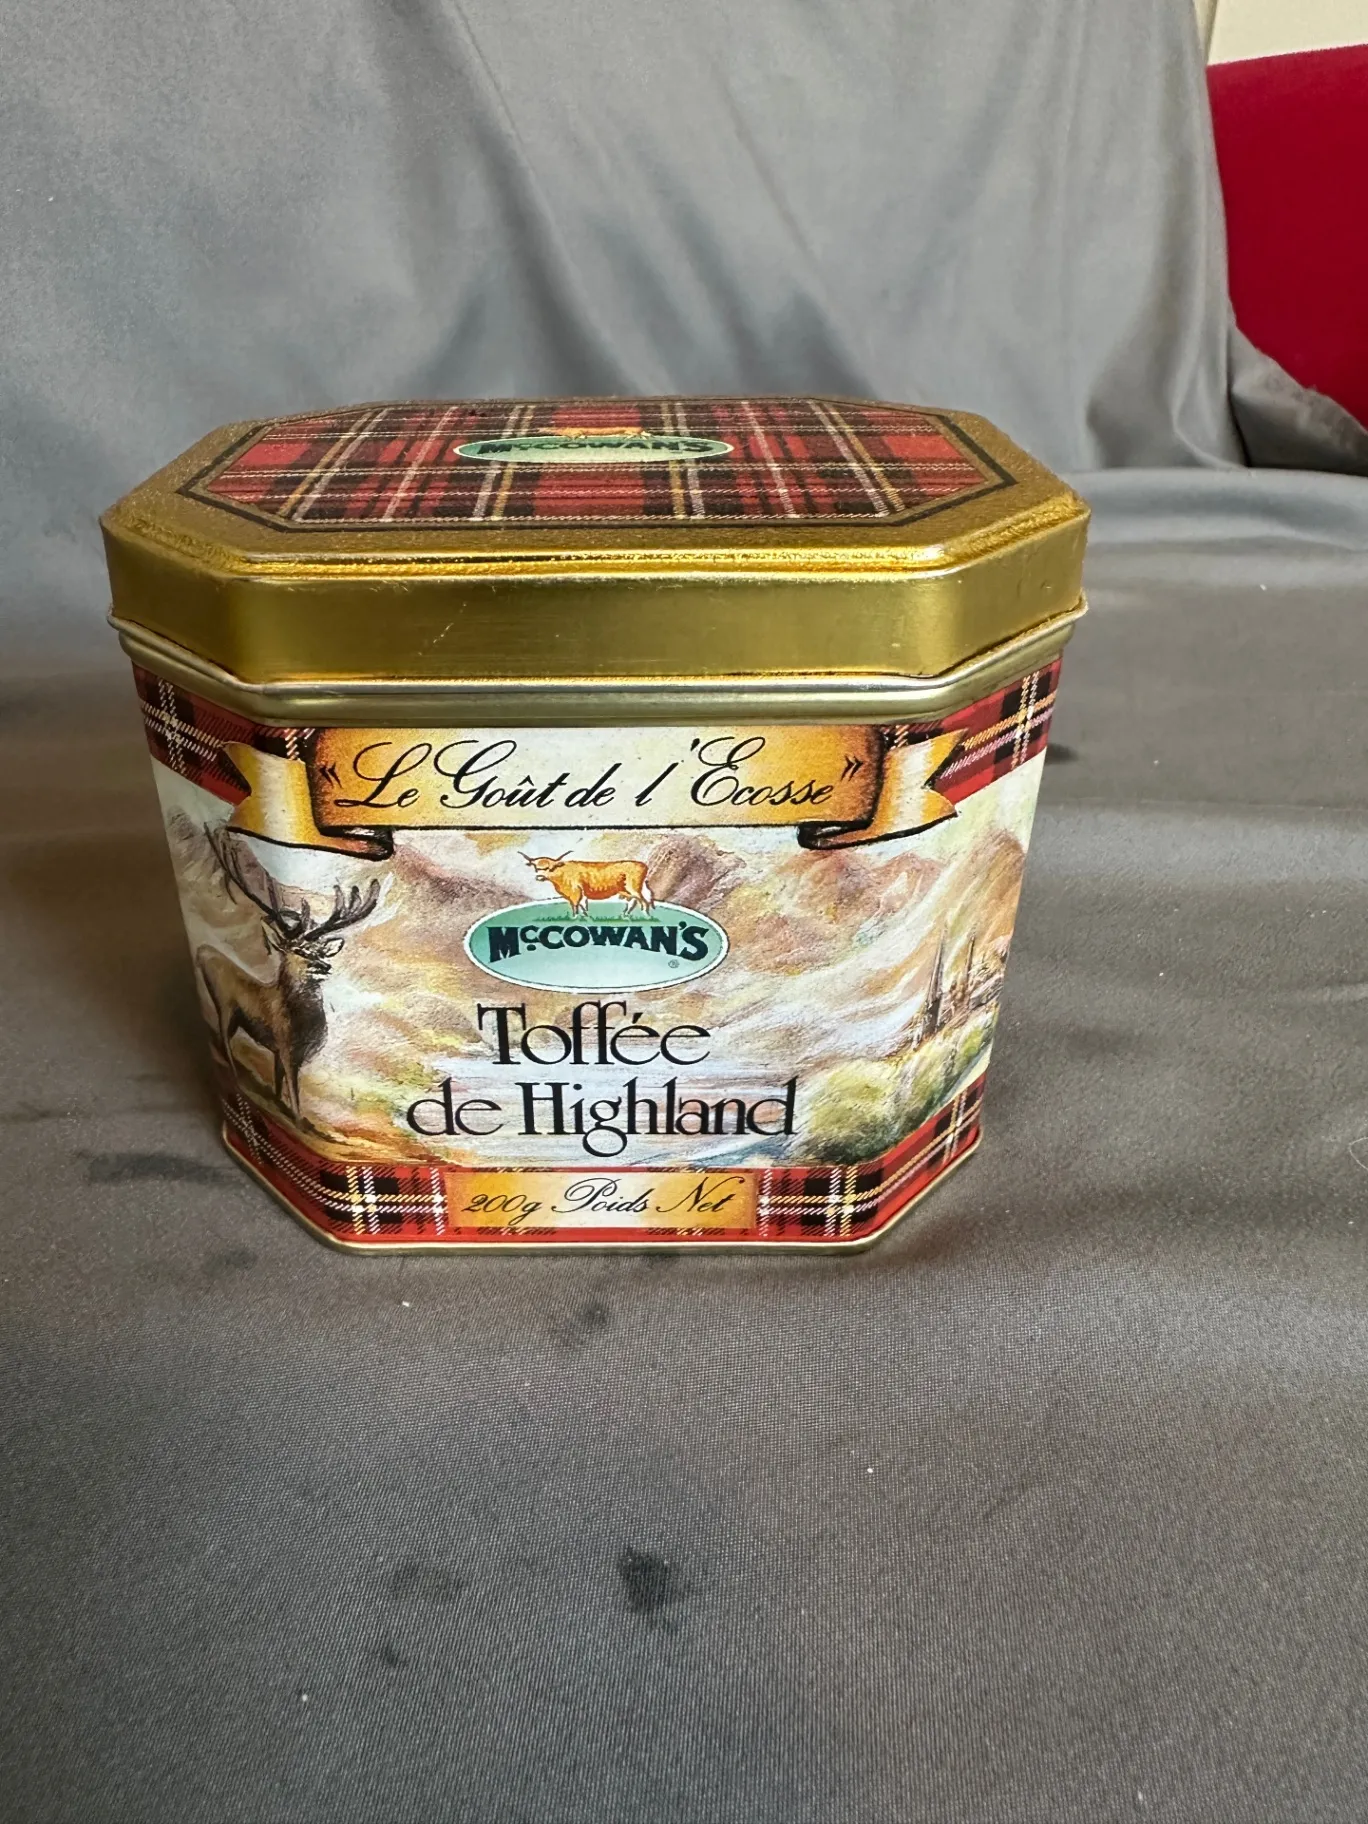 McCOWAN'S
« Le Goût de l'Ecosse »
McCOWAN'S
®
Toffée
de Highland
200g Poids Net